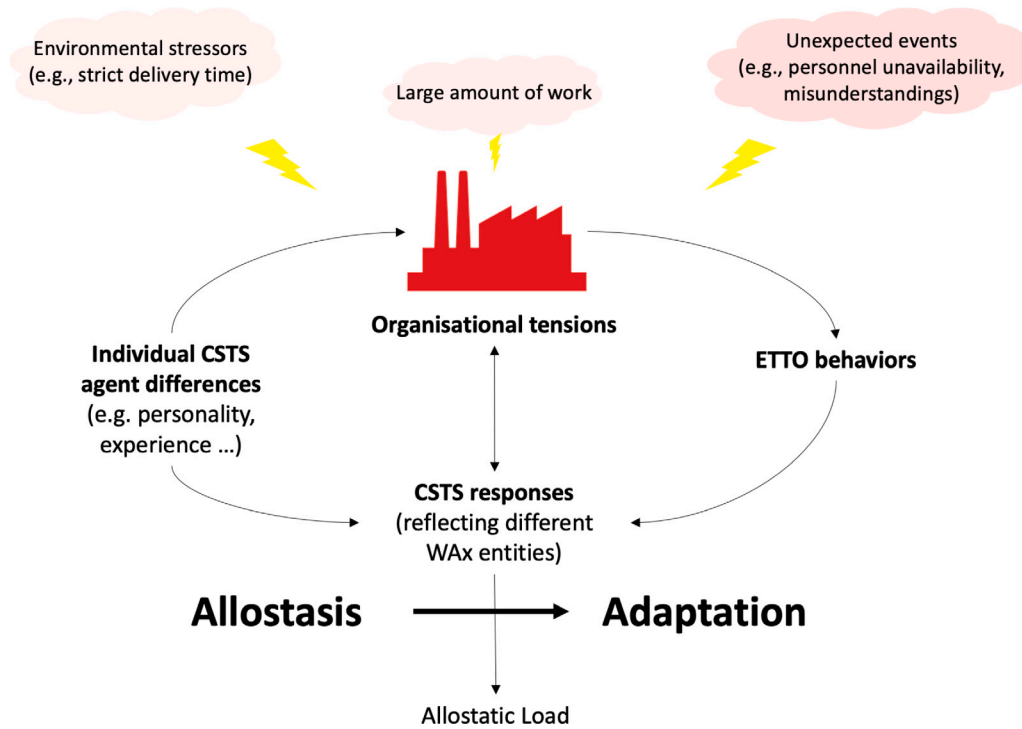 Environmental stressors
(e.g., strict delivery time)
Large amount of work
Unexpected events
(e.g., personnel unavailability,
misunderstandings)
Organisational tensions
Individual CSTS
agent differences
(e.g. personality,
experience ...)
ETTO behaviors
CSTS responses
(reflecting different
WAx entities)
Allostasis
Adaptation
Allostatic Load